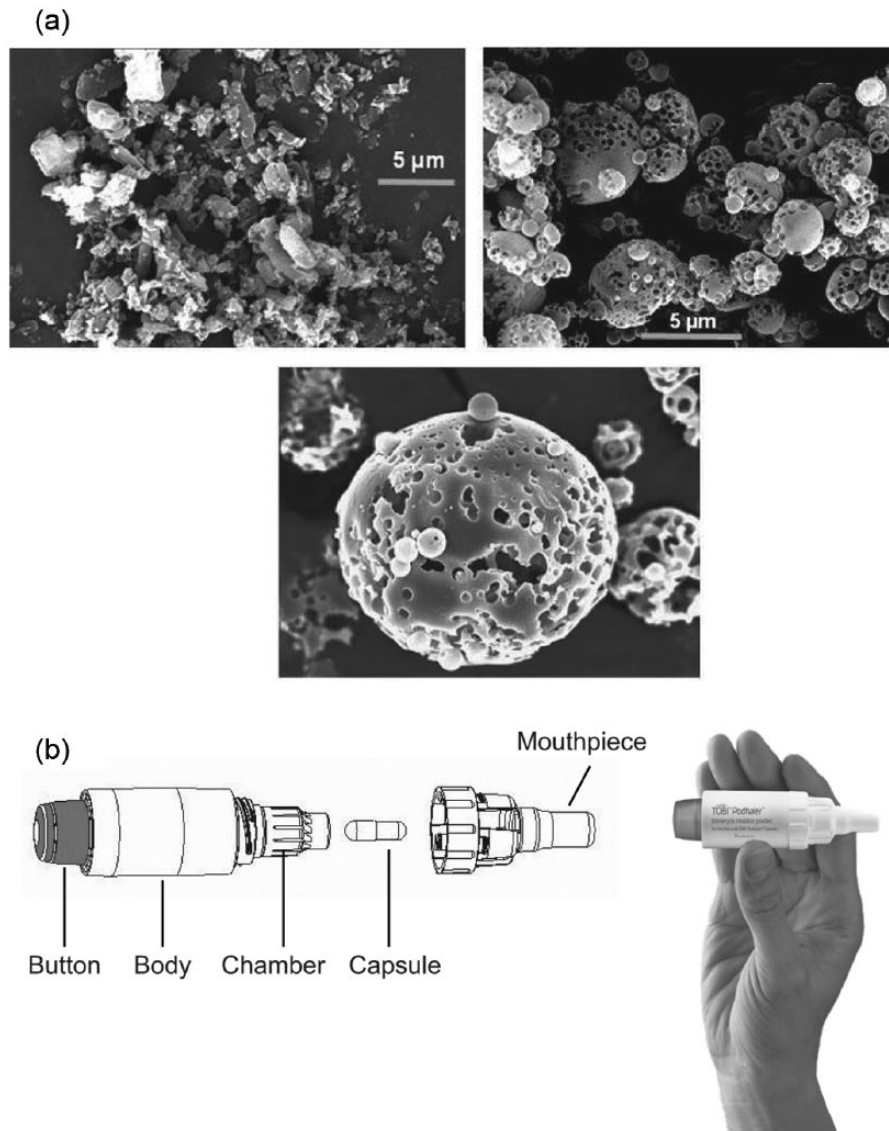 (a)
5 µm
5 µm
(b)
Mouthpiece
TOBI Podhaler
Button
Body
Chamber
Capsule